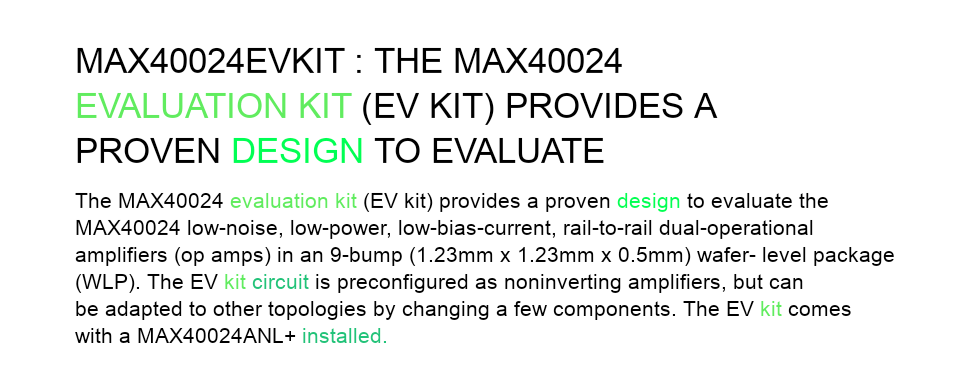 MAX40024EVKIT : THE MAX40024
EVALUATION KIT (EV KIT) PROVIDES A
PROVEN DESIGN TO EVALUATE
The MAX40024 evaluation kit (EV kit) provides a proven design to evaluate the
MAX40024 low-noise, low-power, low-bias-current, rail-to-rail dual-operational
amplifiers (op amps) in an 9-bump (1.23mm x 1.23mm x 0.5mm) wafer- level package
(WLP). The EV kit circuit is preconfigured as noninverting amplifiers, but can
be adapted to other topologies by changing a few components. The EV kit comes
with a MAX40024ANL+ installed.